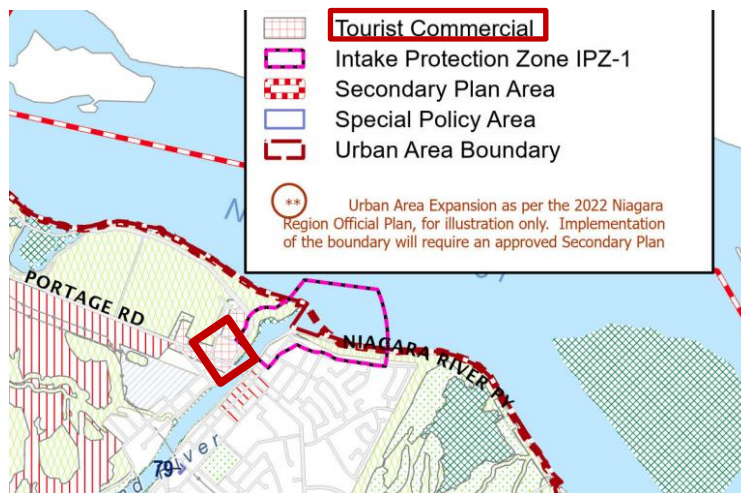 Tourist Commercial
Intake Protection Zone IPZ-1
Secondary Plan Area
Special Policy Area
Urban Area Boundary
** Urban Area Expansion as per the 2022 Niagara
Region Official Plan, for illustration only. Implementation
of the boundary will require an approved Secondary Plan
PORTAGE RD
NIAGARA RIVER PY
79
River